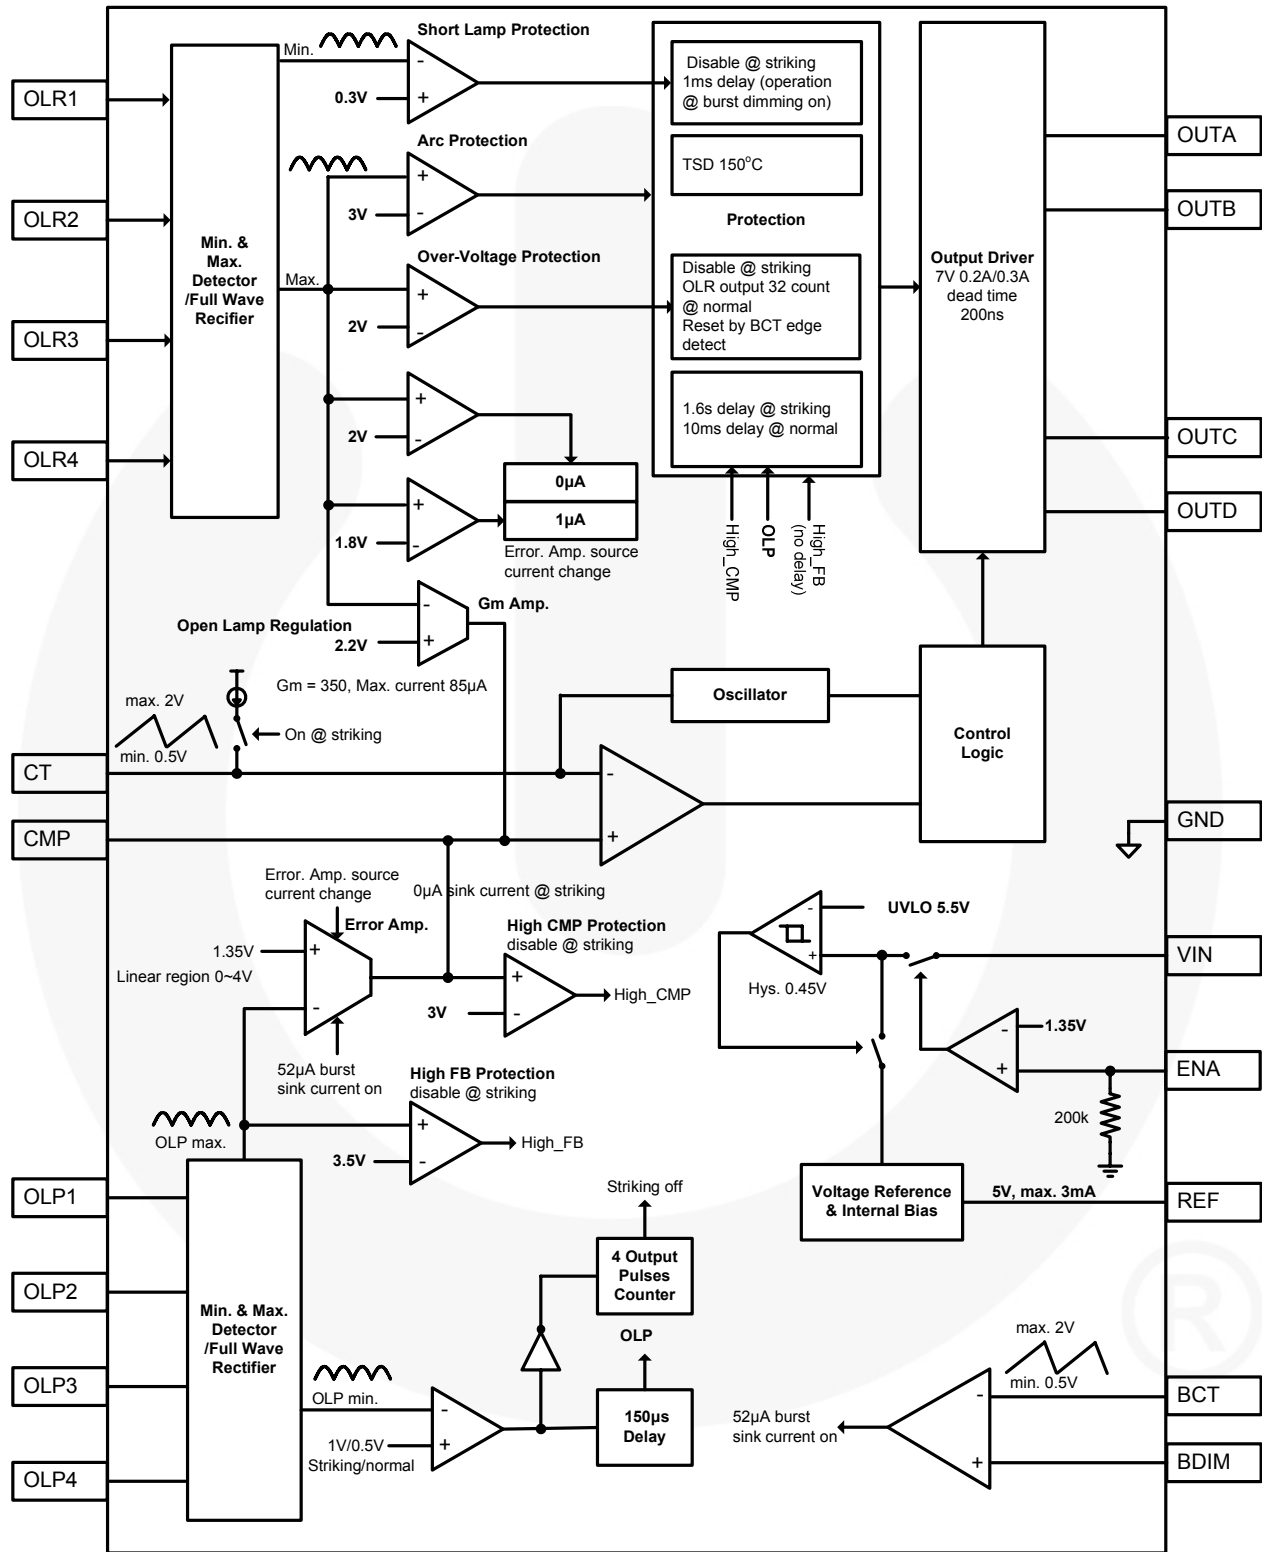 Short Lamp Protection
Min.
-
+
0.3V
Disable @ striking
1ms delay (operation
@ burst dimming on)
OLR1
OUTA
Arc Protection
+
-
3V
TSD 150°C
OLR2
OUTB
Min. &
Max.
Detector
/Full Wave
Recifier
Protection
Over-Voltage Protection
Max.
+
-
2V
Disable @ striking
OLR output 32 count
@ normal
Reset by BCT edge
detect
Output Driver
7V 0.2A/0.3A
dead time
200ns
OLR3
+
-
2V
1.6s delay @ striking
10ms delay @ normal
OLR4
OUTC
0µA
1µA
+
-
1.8V
Error. Amp. source
current change
High_CMP
OLP
High_FB
(no delay)
OUTD
-
+
Gm Amp.
Open Lamp Regulation
2.2V
Gm = 350, Max. current 85µA
Oscillator
max. 2V
min. 0.5V
On @ striking
Control
Logic
CT
-
+
CMP
GND
Error. Amp. source
current change
0µA sink current @ striking
Error Amp.
1.35V
+
-
Linear region 0~4V
High CMP Protection
disable @ striking
+
-
3V
High_CMP
UVLO 5.5V
-
+
Hys. 0.45V
VIN
1.35V
-
+
ENA
200k
52µA burst
sink current on
High FB Protection
disable @ striking
+
-
3.5V
High_FB
OLP max.
OLP1
Striking off
Voltage Reference
& Internal Bias
5V, max. 3mA
REF
4 Output
Pulses
Counter
OLP2
Min. & Max.
Detector
/Full Wave
Rectifier
®
OLP
max. 2V
min. 0.5V
OLP3
OLP min.
-
+
1V/0.5V
Striking/normal
150µs
Delay
52µA burst
sink current on
-
+
BCT
BDIM
OLP4